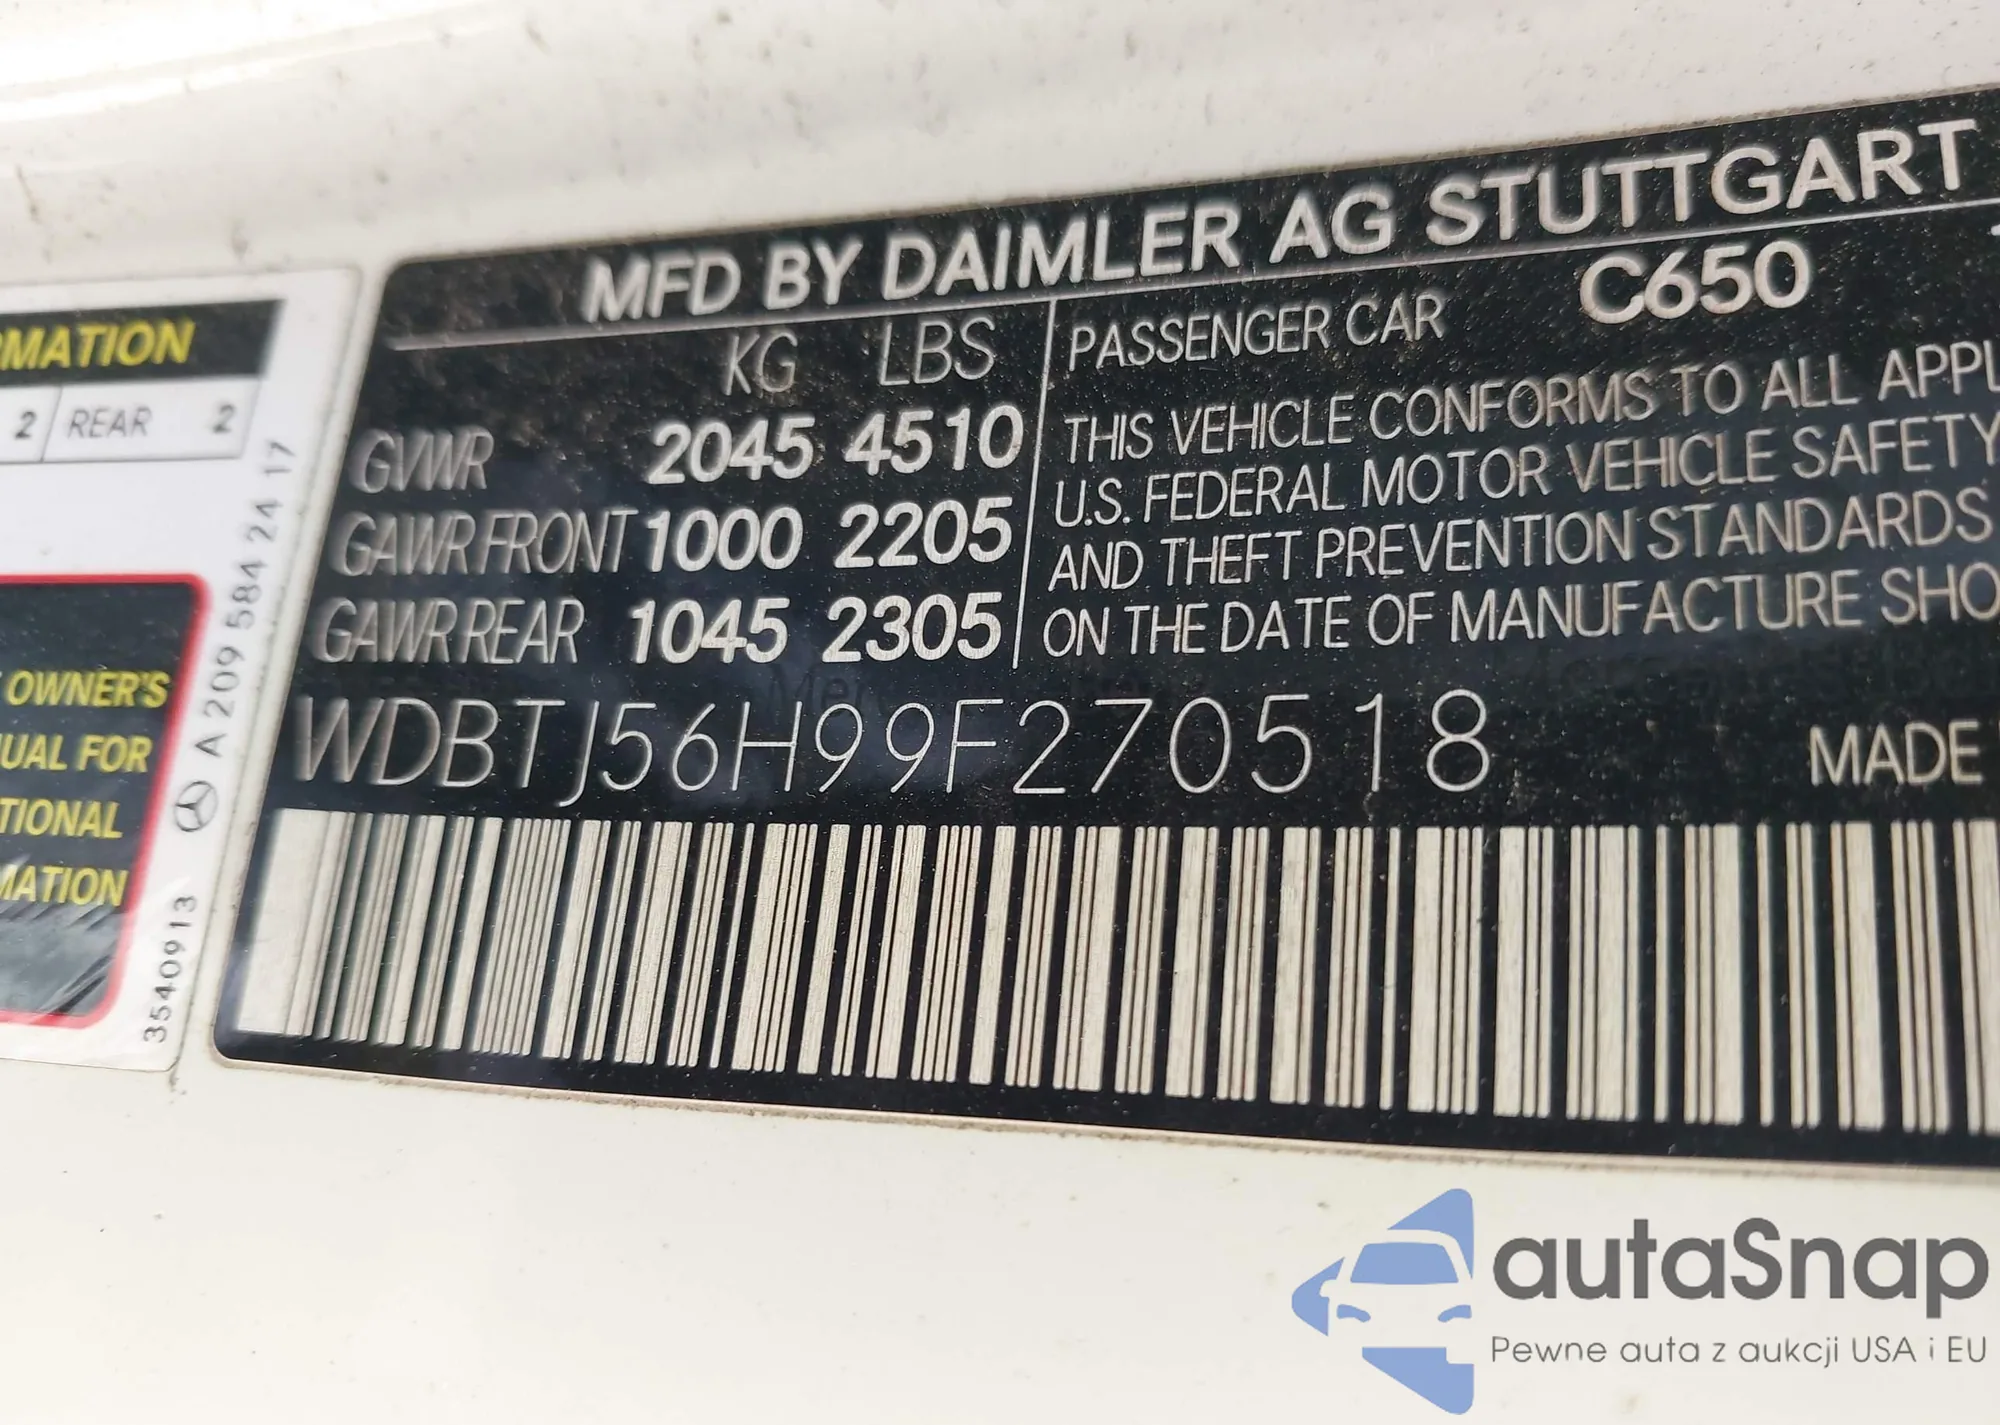 MFD BY DAIMLER AG STUTTGART
KG LBS
GVWR 2045 4510
GAWR FRONT 1000 2205
GAWR REAR 1045 2305
PASSENGER CAR C650
THIS VEHICLE CONFORMS TO ALL APPL
U.S. FEDERAL MOTOR VEHICLE SAFETY
AND THEFT PREVENTION STANDARDS
ON THE DATE OF MANUFACTURE SHO
WDBTJ56H99F270518
MADE
MATION
2 REAR 2
OWNER'S
UAL FOR
TIONAL
MATION
A 209 584 24 17
3540913
autaSnap
Pewne auta z aukcji USA i EU